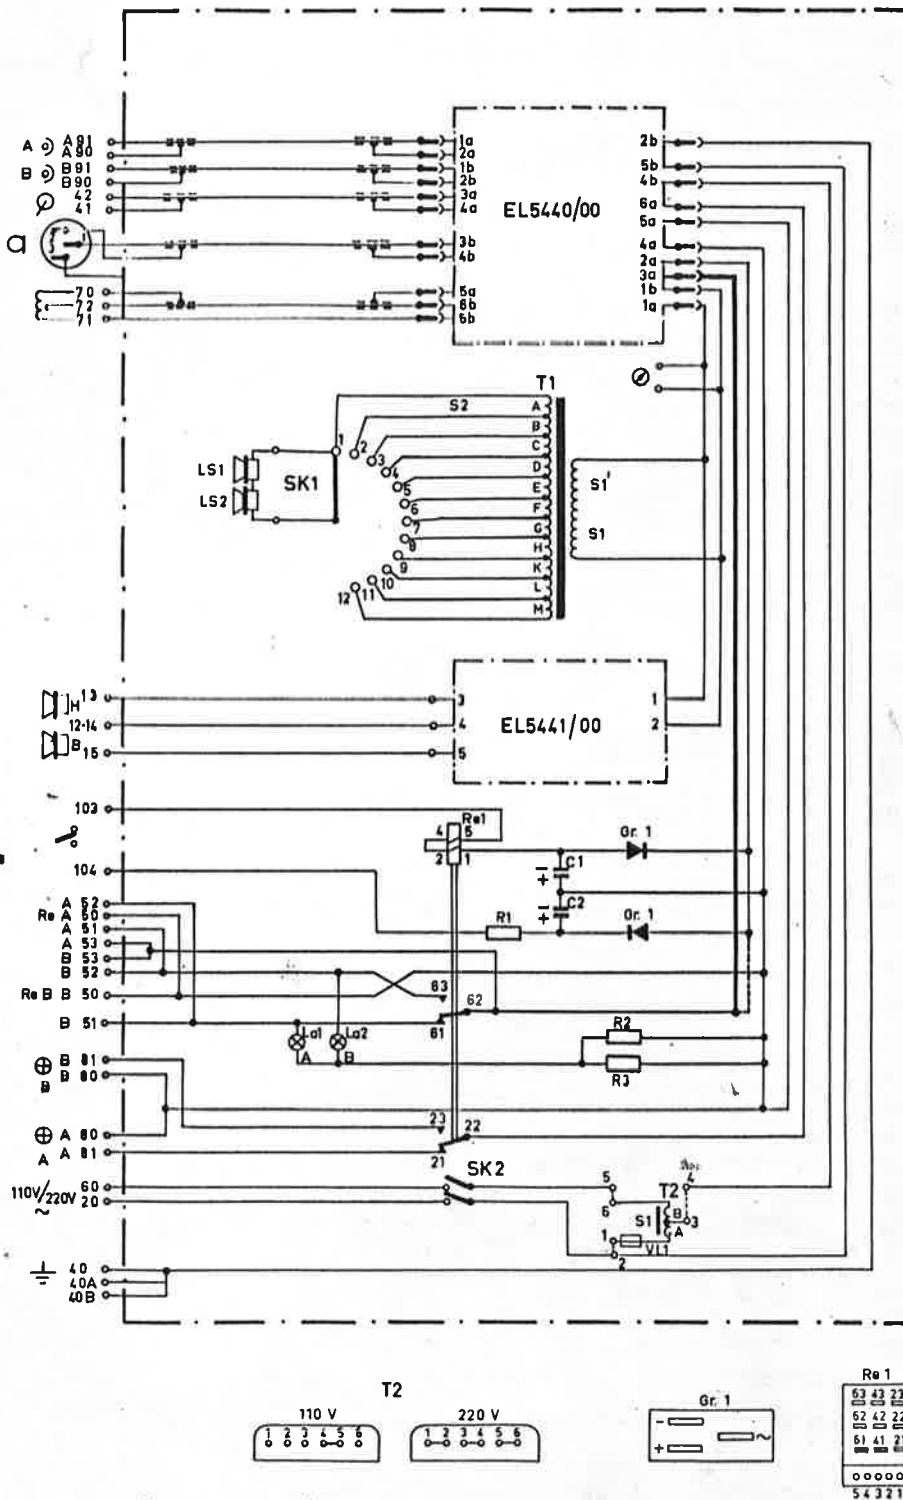 A A91
A90
B B91
B90
42
41
70
72
71
1a
2a
1b
2b
3a
4a
3b
4b
5a
6b
6b
EL5440/00
2b
5b
4b
6a
5a
4a
2a
3a
1b
1a
T1
S2
1
2
3
4
5
6
7
8
9
10
11
12
A
B
C
D
E
F
G
H
K
L
M
S1'
S1
LS1
LS2
SK1
H 13
12-14
B 15
3
4
5
EL5441/00
1
2
103
104
Re1
4 5
2 1
Gr. 1
C1
C2
R1
Gr. 1
A 52
Re A 50
A 51
A 53
B 53
B 52
Re B B 50
B 51
63
62
61
La1
La2
A
B
R2
R3
B 81
B 80
B
A 80
A A 81
23
22
21
SK2
110V/220V 60
~ 20
5
6
T2
4
S1
B
A
3
1
VL1
2
40
40A
40B
T2
110 V
1 2 3 4 5 6
220 V
1 2 3 4 5 6
Gr. 1
-
+
~
Re 1
63 43 23
62 42 22
61 41 21
5 4 3 2 1